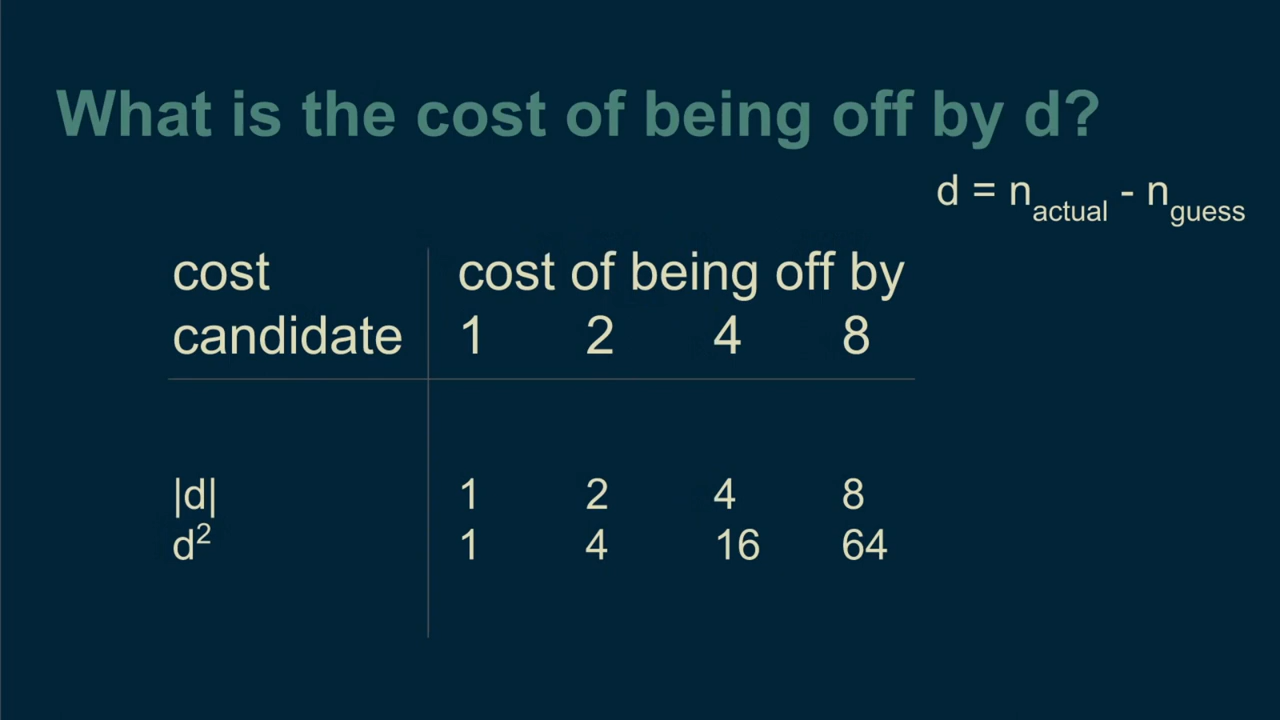 What is the cost of being off by d?
d = n_actual - n_guess
cost cost of being off by
candidate 1 2 4 8
|d| 1 2 4 8
d² 1 4 16 64